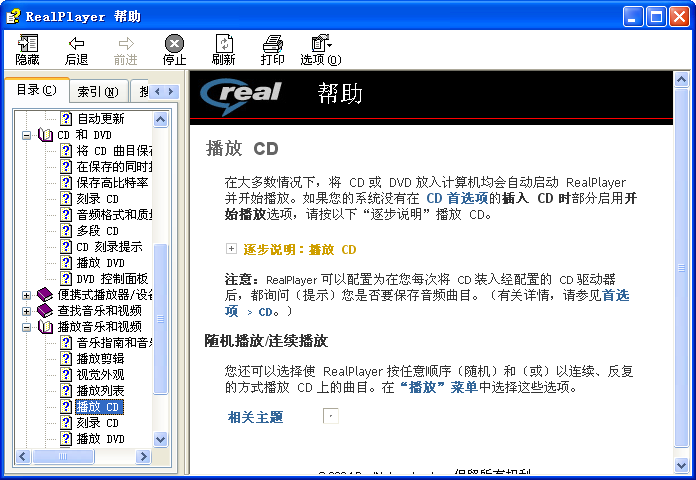 RealPlayer 帮助
隐藏 后退 前进 停止 刷新 打印 选项(O)
目录(C) 索引(N)
自动更新
CD 和 DVD
将 CD 曲目保存
在保存的同时
保存高比特率
刻录 CD
音频格式和质
多段 CD
CD 刻录提示
播放 DVD
DVD 控制面板
便携式播放器/设备
查找音乐和视频
播放音乐和视频
音乐指南和音
播放剪辑
视觉外观
播放列表
播放 CD
刻录 CD
播放 DVD
real 帮助
播放 CD
在大多数情况下，将 CD 或 DVD 放入计算机均会自动启动 RealPlayer
并开始播放。如果您的系统没有在 CD 首选项的插入 CD 时部分启用开
始播放选项，请按以下“逐步说明”播放 CD。
逐步说明：播放 CD
注意：RealPlayer 可以配置为在您每次将 CD 装入经配置的 CD 驱动器
后，都询问（提示）您是否要保存音频曲目。（有关详情，请参见首选
项 > CD。）
随机播放/连续播放
您还可以选择使 RealPlayer 按任意顺序（随机）和（或）以连续、反复
的方式播放 CD 上的曲目。在“播放”菜单中选择这些选项。
相关主题